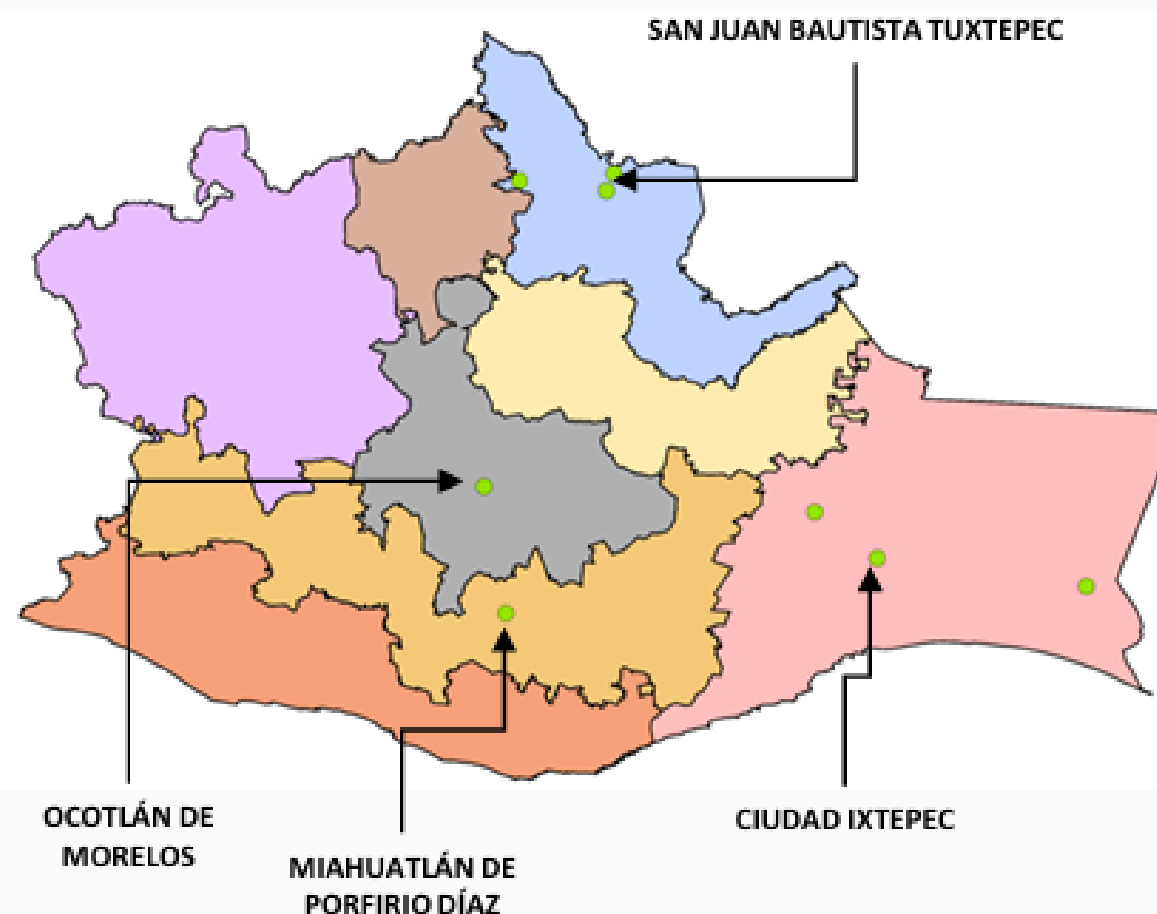 SAN JUAN BAUTISTA TUXTEPEC
OCOTLÁN DE
MORELOS
MIAHUATLÁN DE
PORFIRIO DÍAZ
CIUDAD IXTEPEC